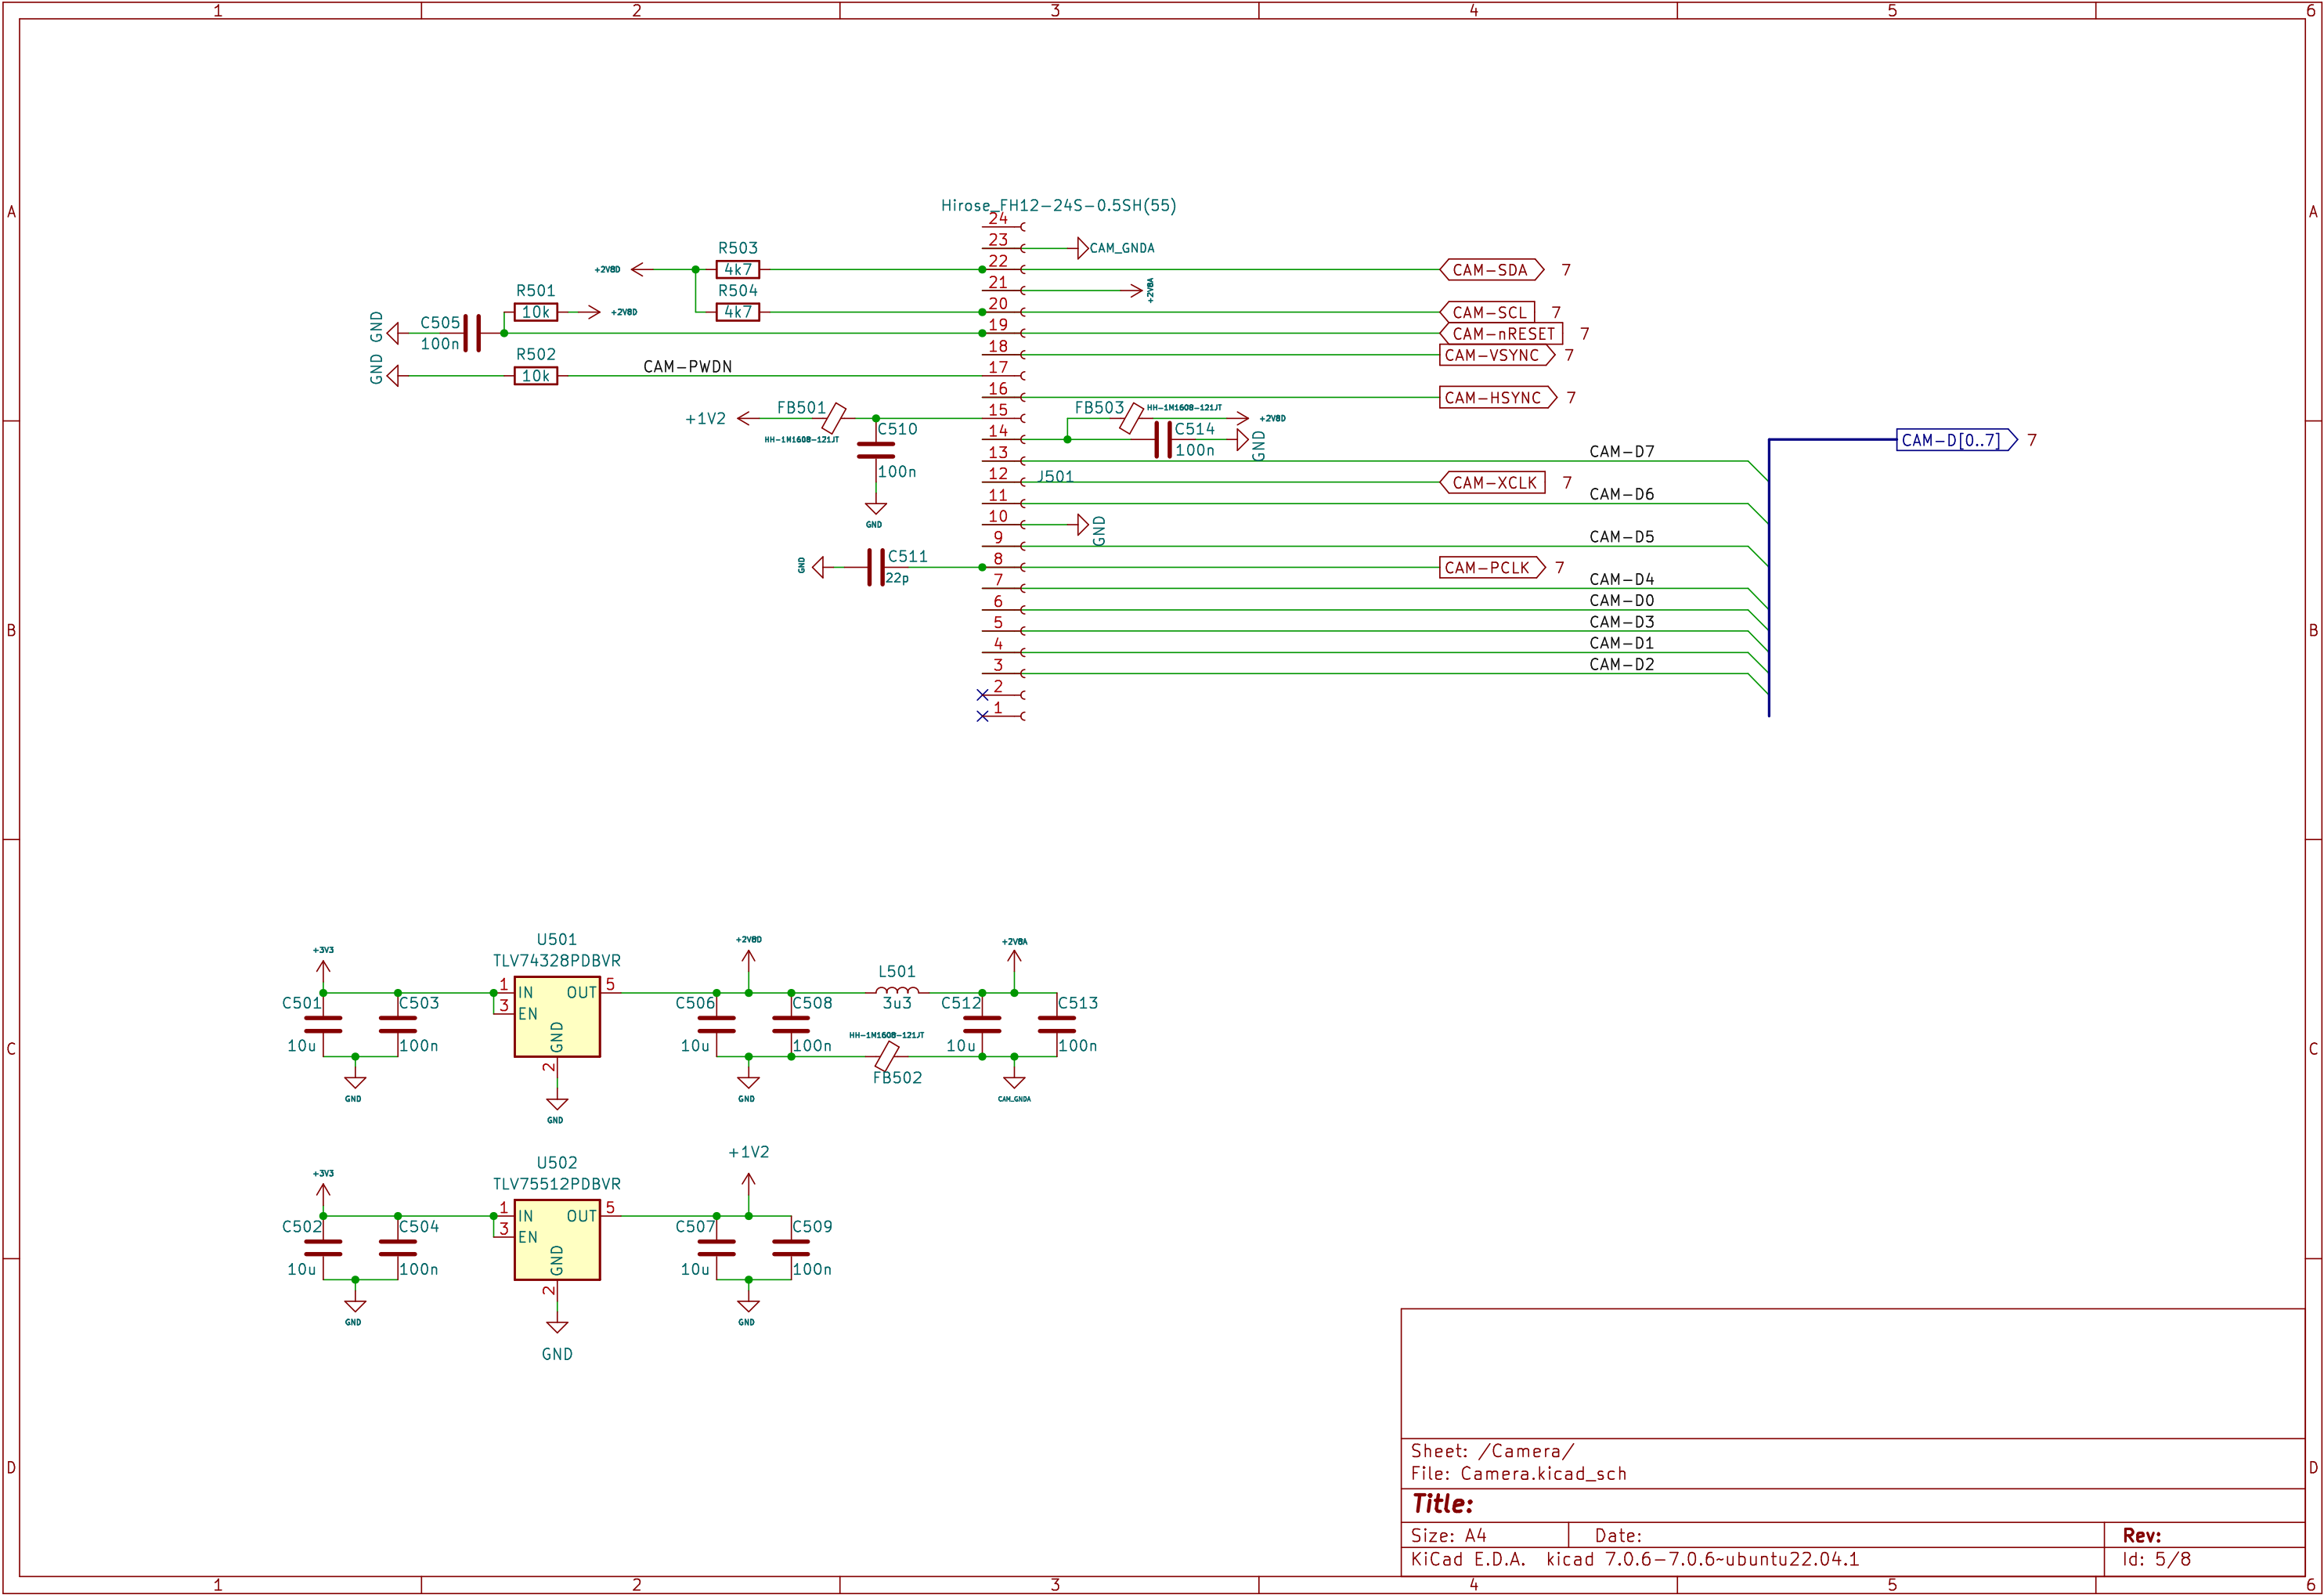 1 2 3 4 5 6
A A
Hirose_FH12-24S-0.5SH(55)
24
23 CAM_GNDA
R503
+2V8D 4k7 22 CAM-SDA 7
R501 R504 21 +2V8A
10k +2V8D 4k7 20 CAM-SCL 7
GND C505 100n 19 CAM-nRESET 7
R502 18 CAM-VSYNC 7
GND 10k CAM-PWDN 17
16 CAM-HSYNC 7
+1V2 FB501 HH-1M1608-121JT 15 FB503 HH-1M1608-121JT +2V8D
C510 100n GND 14 C514 100n GND
CAM-D[0..7] 7
13 CAM-D7
J501
12 CAM-XCLK 7
11 CAM-D6
10 GND
9 CAM-D5
GND C511 22p 8 CAM-PCLK 7
7 CAM-D4
6 CAM-D0
5 CAM-D3
4 CAM-D1
3 CAM-D2
2
1
B B
U501
TLV74328PDBVR
+3V3 +2V8D +2V8A
L501
3u3
1 IN OUT 5
3 EN
GND
2
C501 10u
C503 100n
C506 10u
C508 100n
HH-1M1608-121JT
FB502
C512 10u
C513 100n
GND GND GND CAM_GNDA
C C
U502
TLV75512PDBVR
+3V3 +1V2
1 IN OUT 5
3 EN
GND
2
C502 10u
C504 100n
C507 10u
C509 100n
GND GND GND
D D
Sheet: /Camera/
File: Camera.kicad_sch
Title:
Size: A4 Date: Rev:
KiCad E.D.A. kicad 7.0.6-7.0.6~ubuntu22.04.1 Id: 5/8
1 2 3 4 5 6